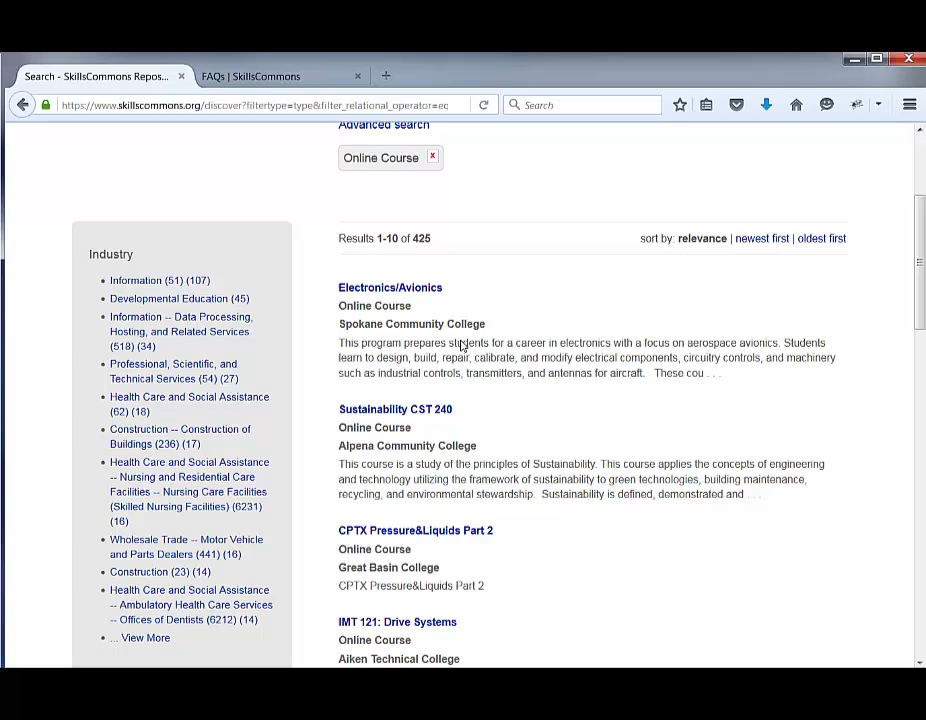 Search - SkillsCommons Repos...
FAQs | SkillsCommons
https://www.skillscommons.org/discover?filtertype=type&filter_relational_operator=eq
Search
Advanced search
Online Course x
Industry
Information (51) (107)
Developmental Education (45)
Information -- Data Processing,
Hosting, and Related Services
(518) (34)
Professional, Scientific, and
Technical Services (54) (27)
Health Care and Social Assistance
(62) (18)
Construction -- Construction of
Buildings (236) (17)
Health Care and Social Assistance
-- Nursing and Residential Care
Facilities -- Nursing Care Facilities
(Skilled Nursing Facilities) (6231)
(16)
Wholesale Trade -- Motor Vehicle
and Parts Dealers (441) (16)
Construction (23) (14)
Health Care and Social Assistance
-- Ambulatory Health Care Services
-- Offices of Dentists (6212) (14)
... View More
Results 1-10 of 425
sort by: relevance | newest first | oldest first
Electronics/Avionics
Online Course
Spokane Community College
This program prepares students for a career in electronics with a focus on aerospace avionics. Students
learn to design, build, repair, calibrate, and modify electrical components, circuitry controls, and machinery
such as industrial controls, transmitters, and antennas for aircraft. These cou . . .
Sustainability CST 240
Online Course
Alpena Community College
This course is a study of the principles of Sustainability. This course applies the concepts of engineering
and technology utilizing the framework of sustainability to green technologies, building maintenance,
recycling, and environmental stewardship. Sustainability is defined, demonstrated and . . .
CPTX Pressure&Liquids Part 2
Online Course
Great Basin College
CPTX Pressure&Liquids Part 2
IMT 121: Drive Systems
Online Course
Aiken Technical College